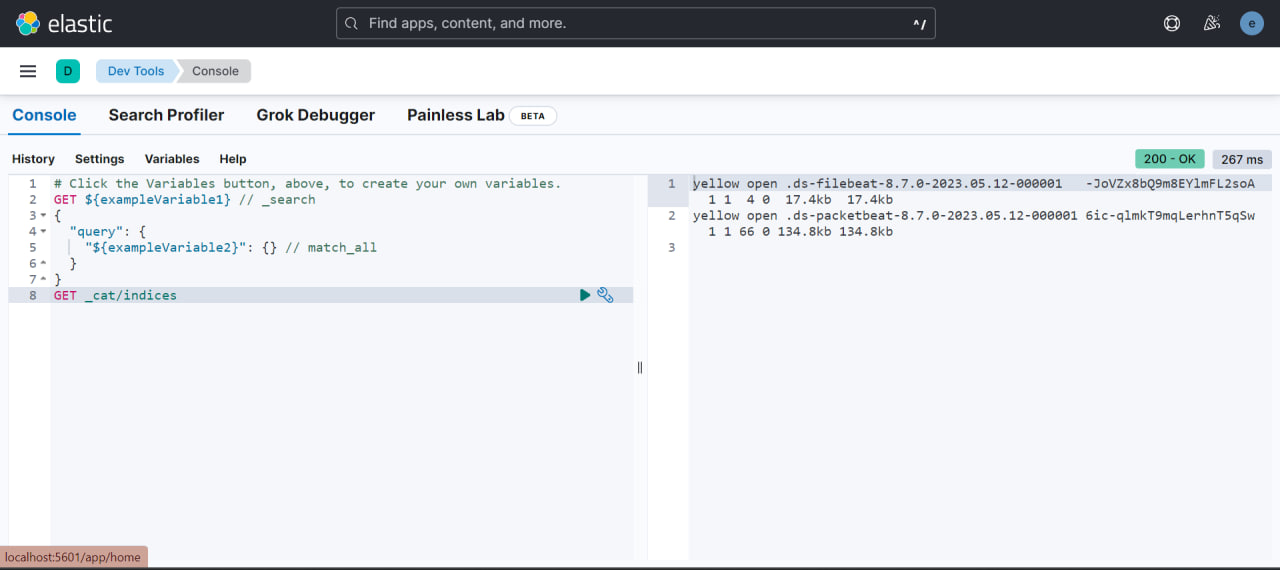 elastic
Find apps, content, and more.
^/
e
D
Dev Tools
Console
Console
Search Profiler
Grok Debugger
Painless Lab
BETA
History
Settings
Variables
Help
200 - OK
267 ms
1 # Click the Variables button, above, to create your own variables.
2 GET ${exampleVariable1} // _search
3 {
4 "query": {
5 "${exampleVariable2}": {} // match_all
6 }
7 }
8 GET _cat/indices
1 yellow open .ds-filebeat-8.7.0-2023.05.12-000001 -JoVZx8bQ9m8EYlmFL2soA
1 1 4 0 17.4kb 17.4kb
2 yellow open .ds-packetbeat-8.7.0-2023.05.12-000001 6ic-qlmkT9mqLerhnT5qSw
1 1 66 0 134.8kb 134.8kb
3
localhost:5601/app/home